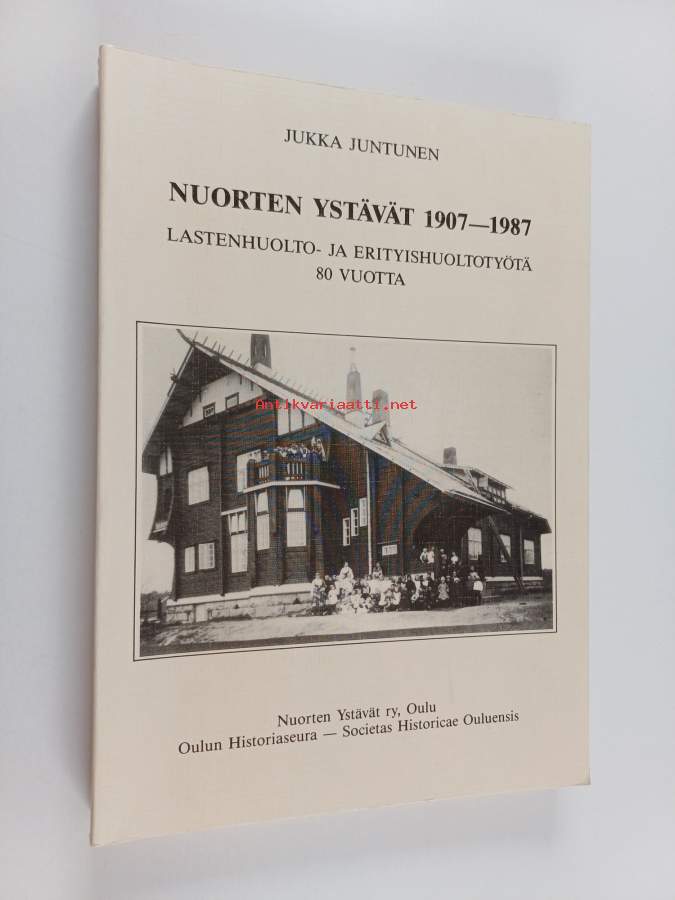 JUKKA JUNTUNEN
NUORTEN YSTÄVÄT 1907—1987
LASTENHUOLTO- JA ERITYISHUOLTOTYÖTÄ
80 VUOTTA
Antikvariaatti.net
Nuorten Ystävät ry, Oulu
Oulun Historiaseura — Societas Historicae Ouluensis